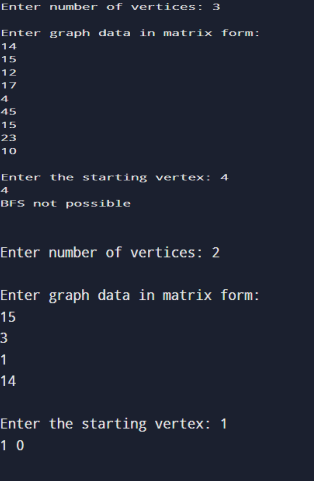 Enter number of vertices: 3
Enter graph data in matrix form:
14
15
12
17
4
45
15
23
10
Enter the starting vertex: 4
4
BFS not possible
Enter number of vertices: 2
Enter graph data in matrix form:
15
3
1
14
Enter the starting vertex: 1
1 0